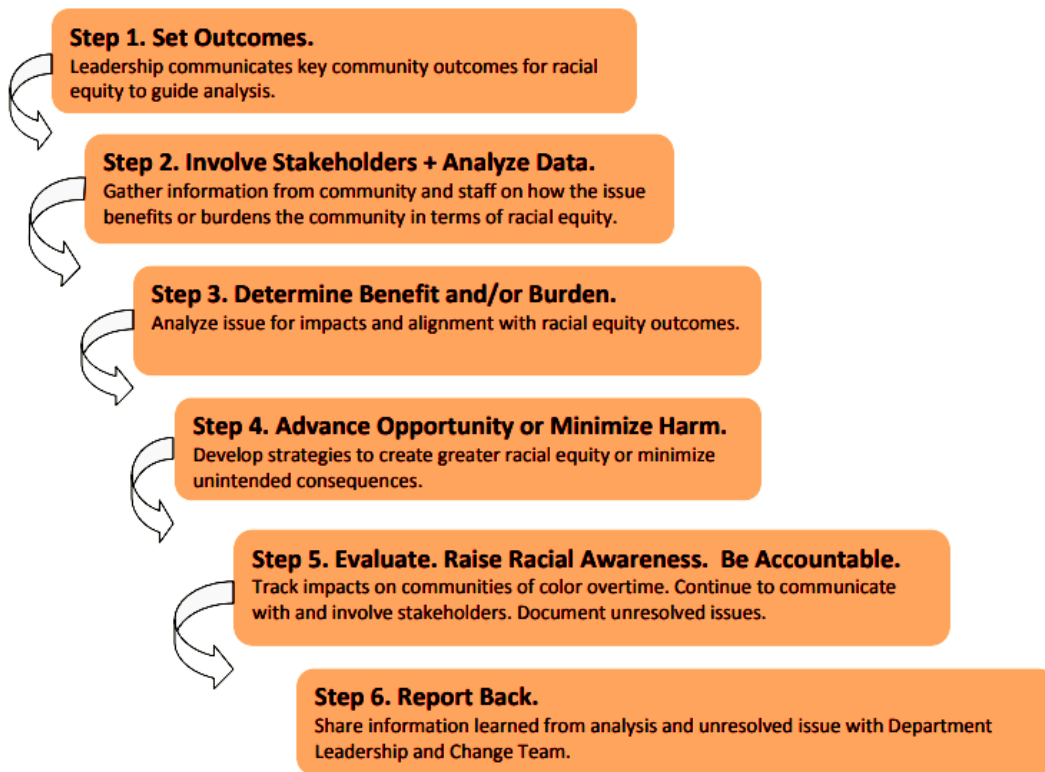 Step 1. Set Outcomes.
Leadership communicates key community outcomes for racial
equity to guide analysis.
Step 2. Involve Stakeholders + Analyze Data.
Gather information from community and staff on how the issue
benefits or burdens the community in terms of racial equity.
Step 3. Determine Benefit and/or Burden.
Analyze issue for impacts and alignment with racial equity outcomes.
Step 4. Advance Opportunity or Minimize Harm.
Develop strategies to create greater racial equity or minimize
unintended consequences.
Step 5. Evaluate. Raise Racial Awareness. Be Accountable.
Track impacts on communities of color overtime. Continue to communicate
with and involve stakeholders. Document unresolved issues.
Step 6. Report Back.
Share information learned from analysis and unresolved issue with Department
Leadership and Change Team.